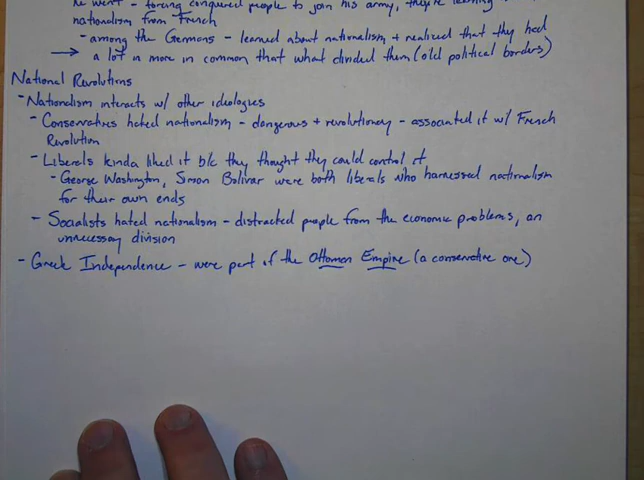 he went - forcing conquered people to join his army, they're learning
nationalism from French
- among the Germans - learned about nationalism + realized that they had
→ a lot in more in common that what divided them (old political borders)
National Revolutions
- Nationalism interacts w/ other ideologies
- Conservatives hated nationalism - dangerous + revolutionary - associated it w/ French
Revolution
- Liberals kinda liked it b/c they thought they could control it
- George Washington, Simon Bolivar were both liberals who harnessed nationalism
for their own ends
- Socialists hated nationalism - distracted people from the economic problems, an
unnecessary division
- Greek Independence - were part of the Ottoman Empire (a conservative one)